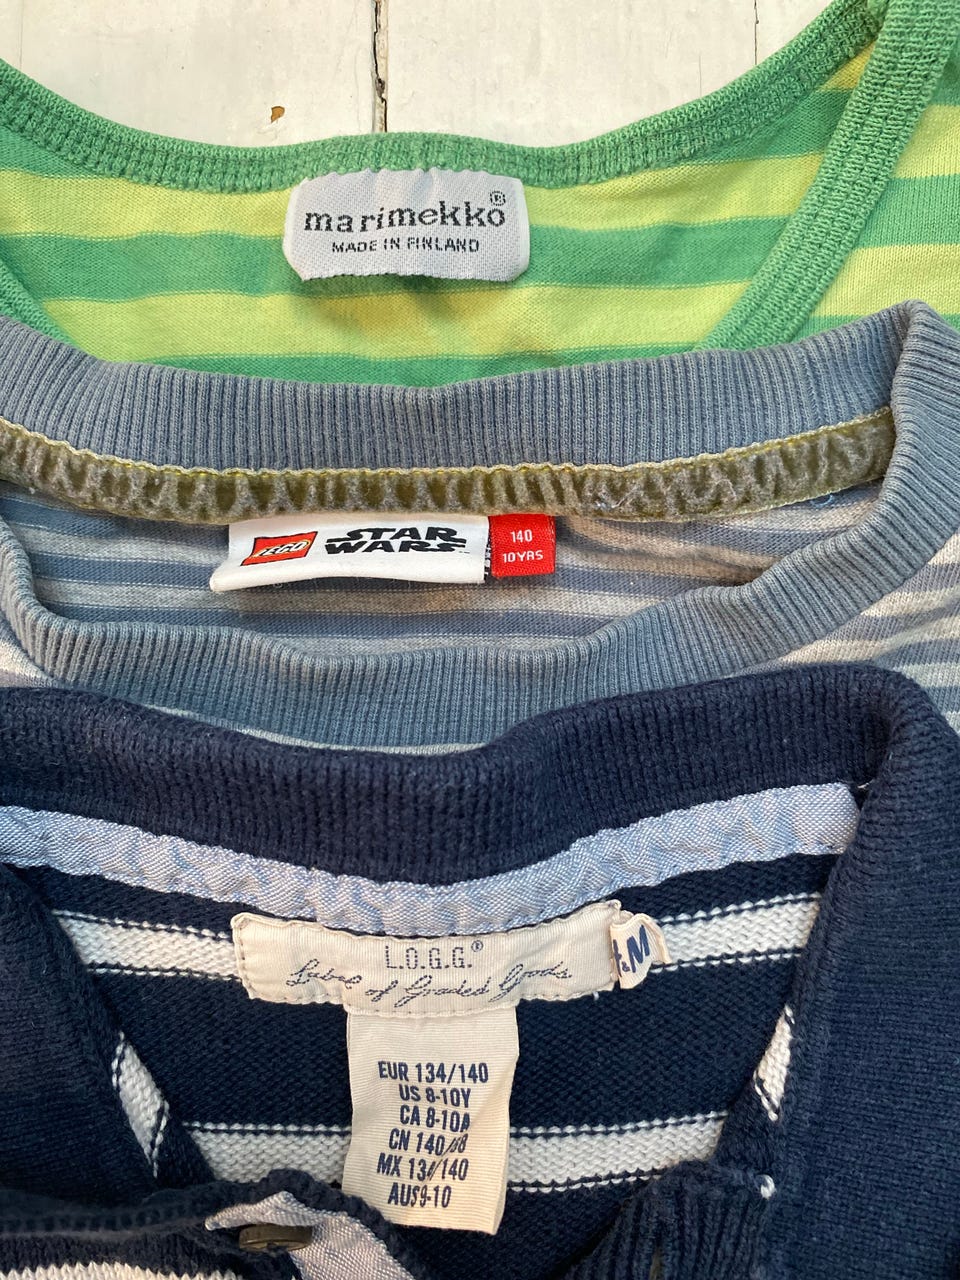 marimekko®
MADE IN FINLAND
LEGO STAR WARS
140
10YRS
L.O.G.G.®
Label of Graded Goods
&M
EUR 134/140
US 8-10Y
CA 8-10A
CN 140/68
MX 134/140
AUS9-10